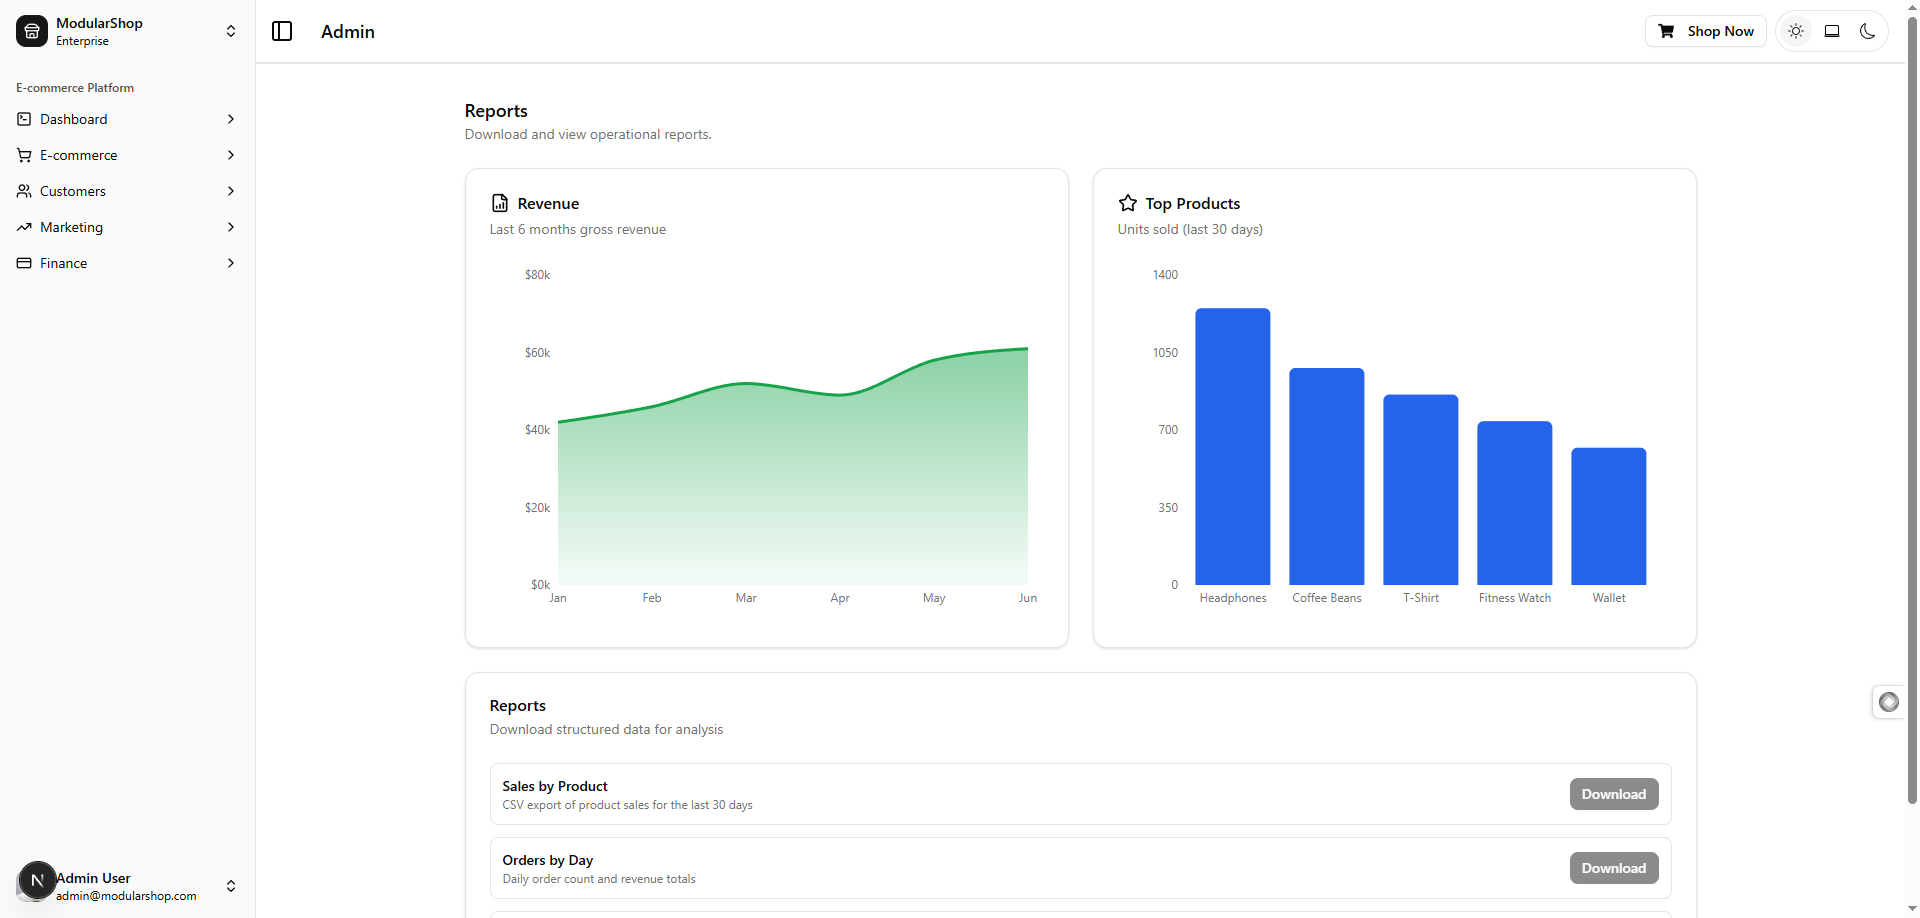 ModularShop
Enterprise
E-commerce Platform
Dashboard
E-commerce
Customers
Marketing
Finance
N
Admin User
admin@modularshop.com
Admin
Shop Now
Reports
Download and view operational reports.
Revenue
Last 6 months gross revenue
$80k
$60k
$40k
$20k
$0k
Jan Feb Mar Apr May Jun
Top Products
Units sold (last 30 days)
1400
1050
700
350
0
Headphones Coffee Beans T-Shirt Fitness Watch Wallet
Reports
Download structured data for analysis
Sales by Product
CSV export of product sales for the last 30 days
Download
Orders by Day
Daily order count and revenue totals
Download